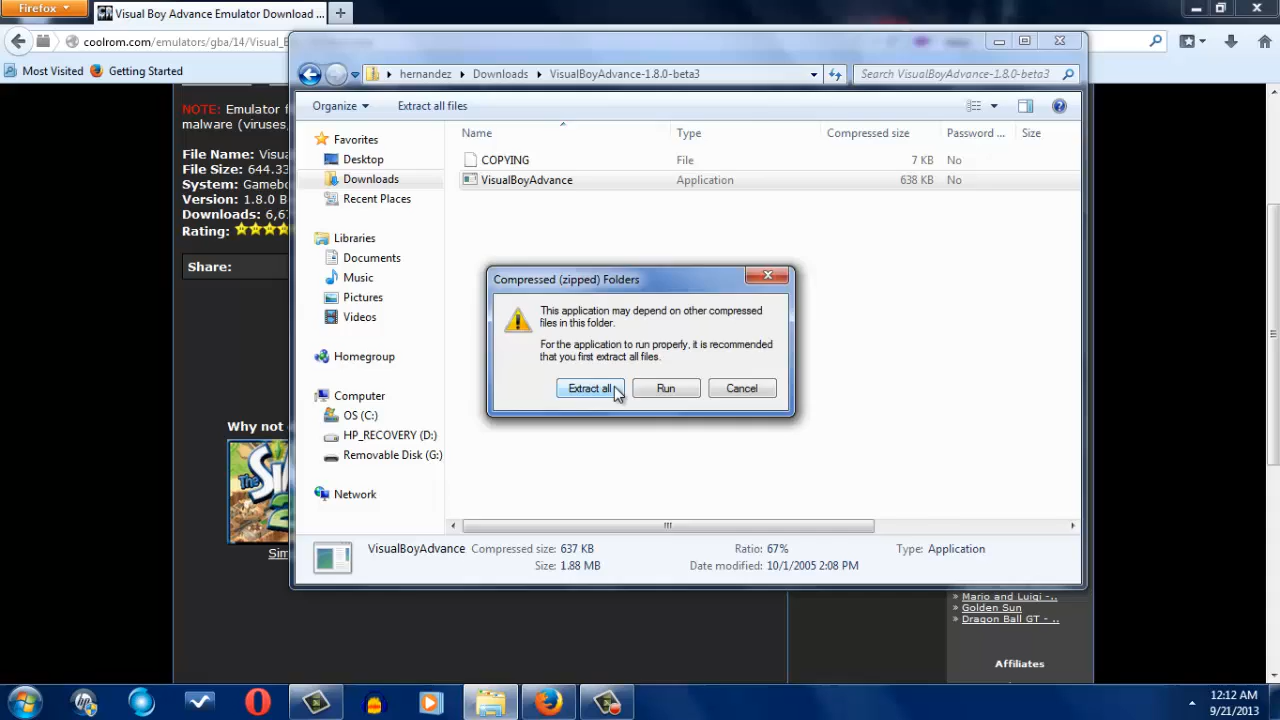 Firefox
Visual Boy Advance Emulator Download ...
coolrom.com/emulators/gba/14/Visual_B
Most Visited
Getting Started
hernandez
Downloads
VisualBoyAdvance-1.8.0-beta3
Search VisualBoyAdvance-1.8.0-beta3
Organize
Extract all files
Name
Type
Compressed size
Password ...
Size
COPYING
File
7 KB
No
VisualBoyAdvance
Application
638 KB
No
Favorites
Desktop
Downloads
Recent Places
Libraries
Documents
Music
Pictures
Videos
Homegroup
Computer
OS (C:)
HP_RECOVERY (D:)
Removable Disk (G:)
Network
Compressed (zipped) Folders
This application may depend on other compressed
files in this folder.
For the application to run properly, it is recommended
that you first extract all files.
Extract all
Run
Cancel
VisualBoyAdvance
Compressed size: 637 KB
Ratio: 67%
Type: Application
Size: 1.88 MB
Date modified: 10/1/2005 2:08 PM
NOTE: Emulator f
malware (viruses,
File Name: Visua
File Size: 644.33
System: Gamebo
Version: 1.8.0 B
Downloads: 6,6
Rating:
Share:
Why not
The
Sim
Mario and Luigi -..
Golden Sun
Dragon Ball GT - ..
Affiliates
12:12 AM
9/21/2013